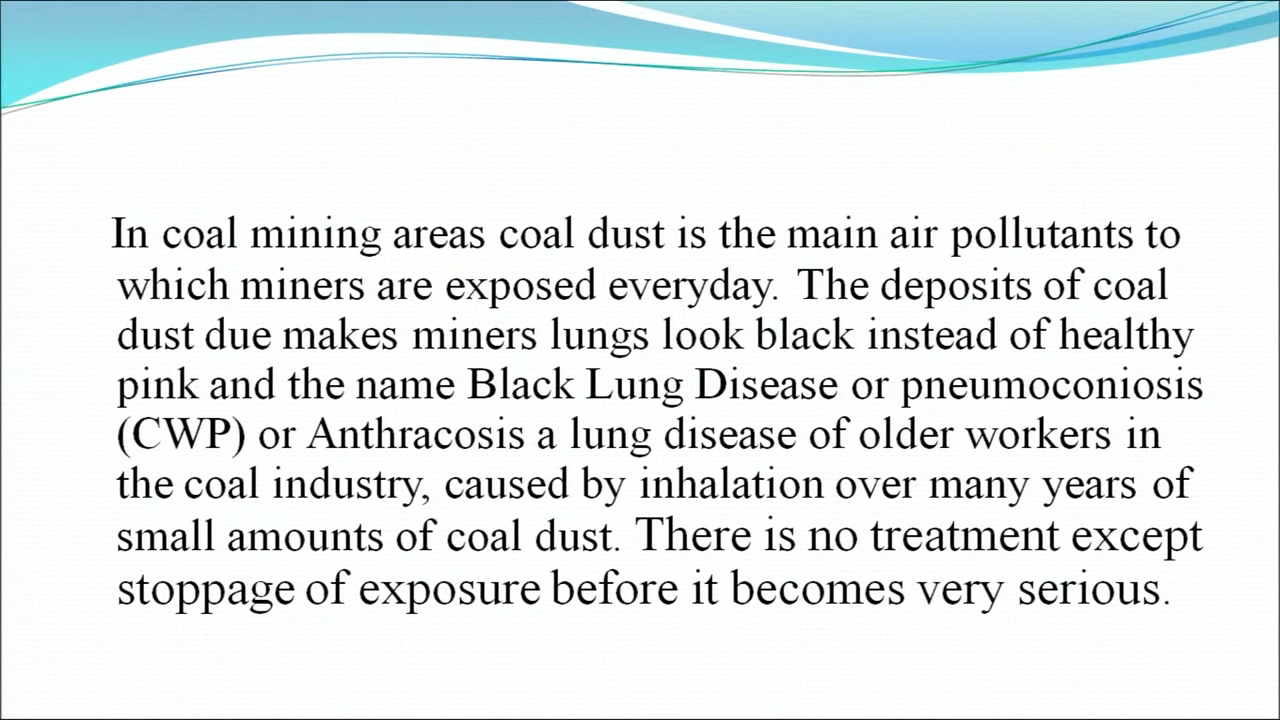 In coal mining areas coal dust is the main air pollutants to
which miners are exposed everyday. The deposits of coal
dust due makes miners lungs look black instead of healthy
pink and the name Black Lung Disease or pneumoconiosis
(CWP) or Anthracosis a lung disease of older workers in
the coal industry, caused by inhalation over many years of
small amounts of coal dust. There is no treatment except
stoppage of exposure before it becomes very serious.